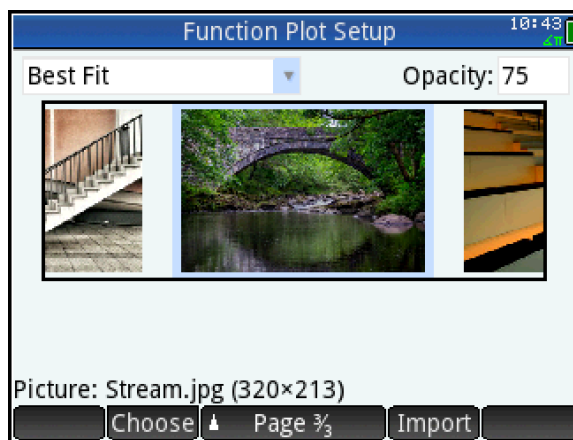 Function Plot Setup
10:43
∡π
Best Fit
Opacity: 75
Picture: Stream.jpg (320×213)
Choose
Page 3/3
Import